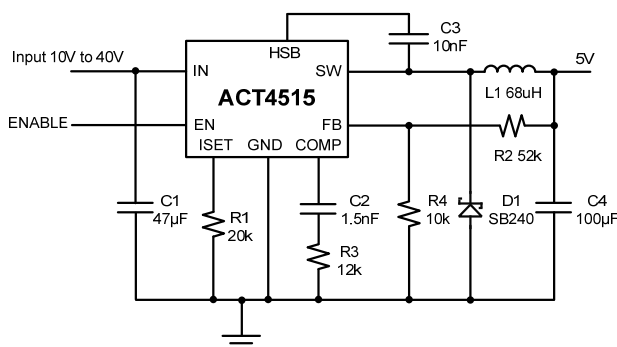 C3
10nF
HSB
Input 10V to 40V
IN
SW
5V
L1 68uH
ACT4515
ENABLE
EN
FB
ISET
GND
COMP
R2 52k
C1
47µF
R1
20k
C2
1.5nF
R3
12k
R4
10k
D1
SB240
C4
100µF